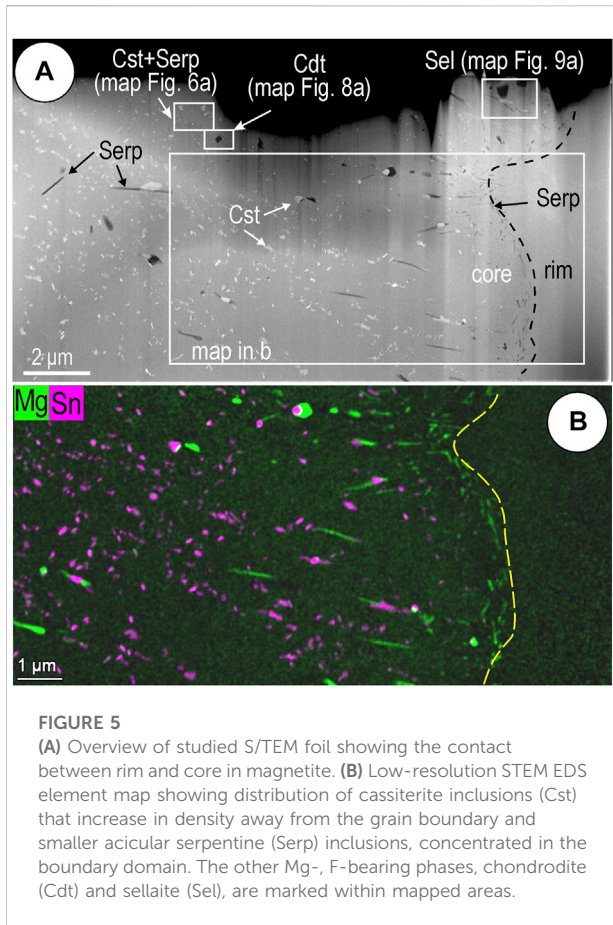 A
Cst+Serp
(map Fig. 6a)
Cdt
(map Fig. 8a)
Sel (map Fig. 9a)
Serp
Cst
Serp
core
rim
map in b
2 µm
Mg Sn
B
1 µm
FIGURE 5
(A) Overview of studied S/TEM foil showing the contact
between rim and core in magnetite. (B) Low-resolution STEM EDS
element map showing distribution of cassiterite inclusions (Cst)
that increase in density away from the grain boundary and
smaller acicular serpentine (Serp) inclusions, concentrated in the
boundary domain. The other Mg-, F-bearing phases, chondrodite
(Cdt) and sellaite (Sel), are marked within mapped areas.